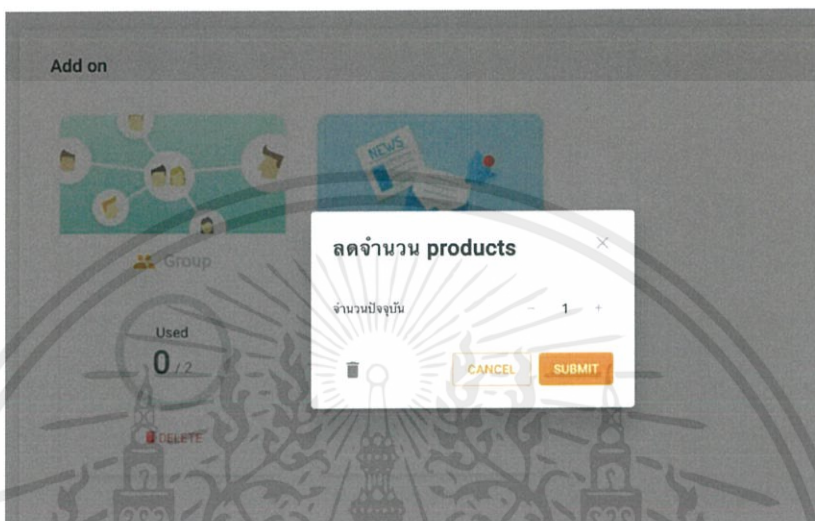 Add on
NEWS
Group
Used
0 / 2
DELETE
ลดจำนวน products
จำนวนปัจจุบัน
- 1 +
CANCEL
SUBMIT